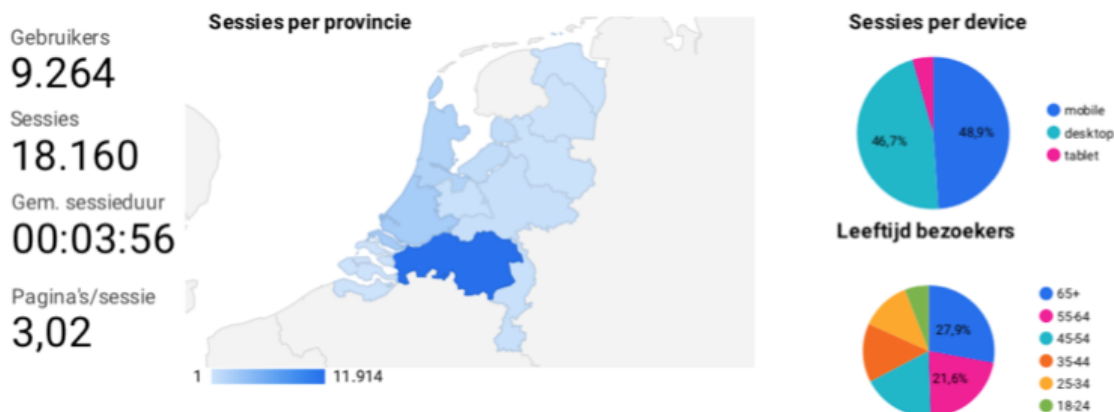 Gebruikers
9.264
Sessies
18.160
Gem. sessieduur
00:03:56
Pagina's/sessie
3,02
Sessies per provincie
1
11.914
Sessies per device
46,7%
48,9%
mobile
desktop
tablet
Leeftijd bezoekers
27,9%
21,6%
65+
55-64
45-54
35-44
25-34
18-24